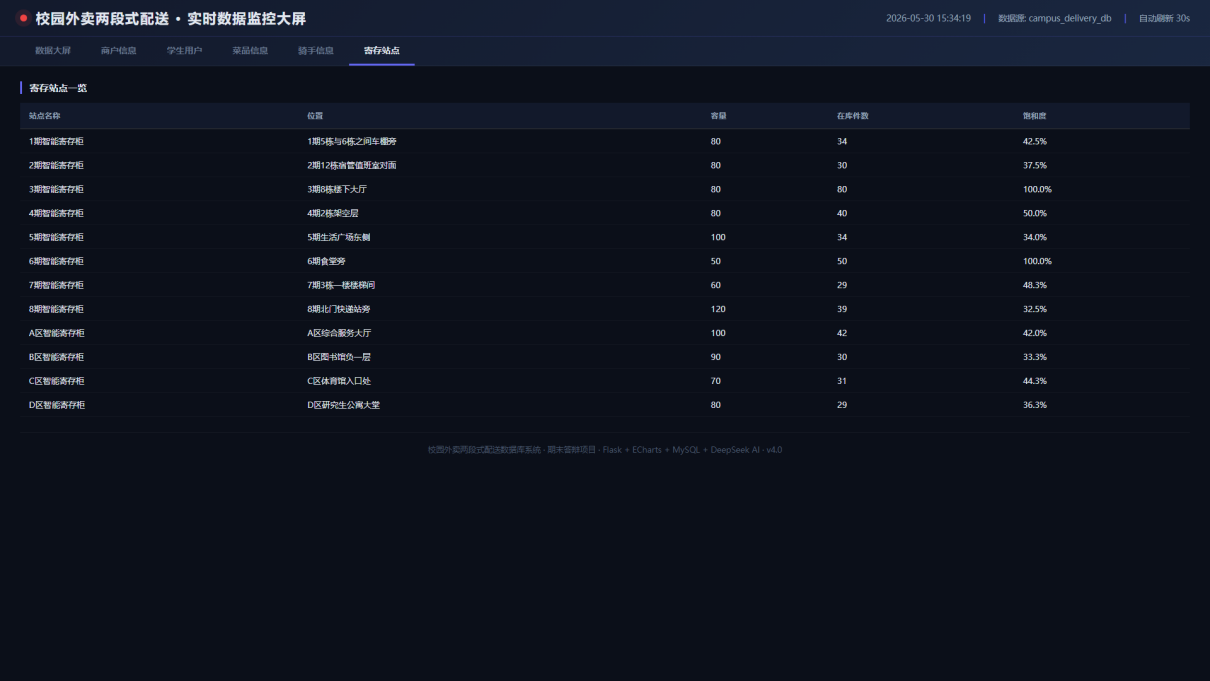 校园外卖两段式配送 • 实时数据监控大屏
2026-05-30 15:34:19 | 数据源: campus_delivery_db | 自动刷新 30s
数据大屏 商户信息 学生用户 菜品信息 骑手信息 寄存站点
寄存站点一览
站点名称 位置 容量 在库件数 饱和度
1期智能寄存柜 1期5栋与6栋之间车棚旁 80 34 42.5%
2期智能寄存柜 2期12栋宿管值班室对面 80 30 37.5%
3期智能寄存柜 3期8栋楼下大厅 80 80 100.0%
4期智能寄存柜 4期2栋架空层 80 40 50.0%
5期智能寄存柜 5期生活广场东侧 100 34 34.0%
6期智能寄存柜 6期食堂旁 50 50 100.0%
7期智能寄存柜 7期3栋一楼楼梯间 60 29 48.3%
8期智能寄存柜 8期北门快递站旁 120 39 32.5%
A区智能寄存柜 A区综合服务大厅 100 42 42.0%
B区智能寄存柜 B区图书馆负一层 90 30 33.3%
C区智能寄存柜 C区体育馆入口处 70 31 44.3%
D区智能寄存柜 D区研究生公寓大堂 80 29 36.3%
校园外卖两段式配送数据库系统 · 期末答辩项目 · Flask + ECharts + MySQL + DeepSeek AI · v4.0